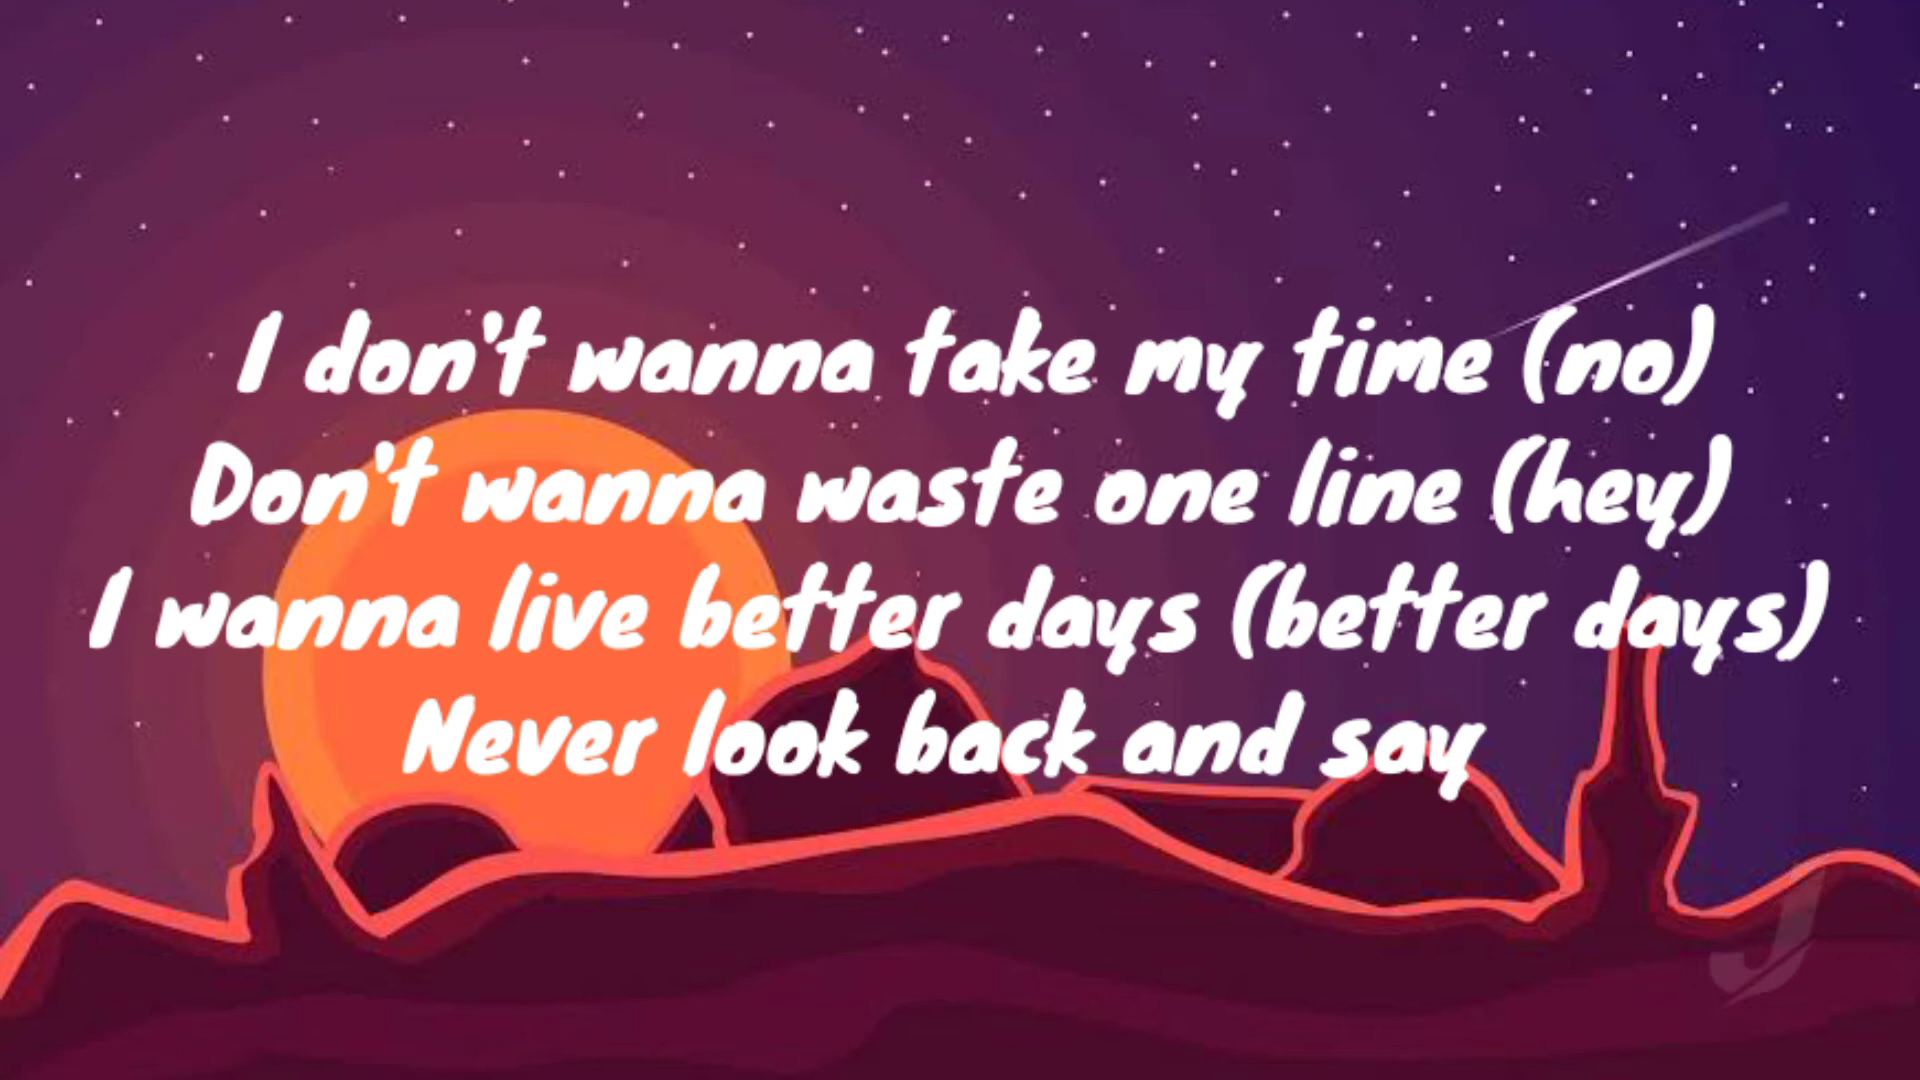 I don't wanna take my time (no)
Don't wanna waste one line (hey)
I wanna live better days (better days)
Never look back and say
J